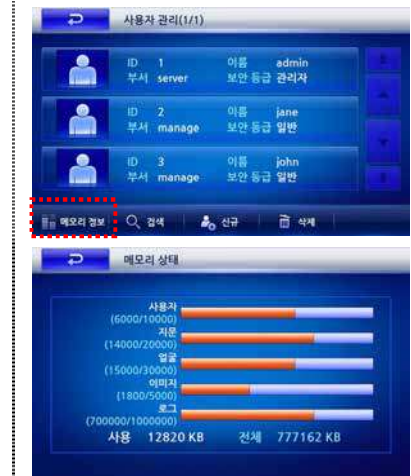 사용자 관리(1/1)
ID 1 이름 admin
부서 server 보안 등급 관리자
ID 2 이름 jane
부서 manage 보안 등급 일반
ID 3 이름 john
부서 manage 보안 등급 일반
메모리 정보 검색 신규 삭제
메모리 상태
사용자
(6000/10000)
지문
(14000/20000)
얼굴
(15000/30000)
이미지
(1800/5000)
로그
(700000/1000000)
사용 12820 KB 전체 777162 KB